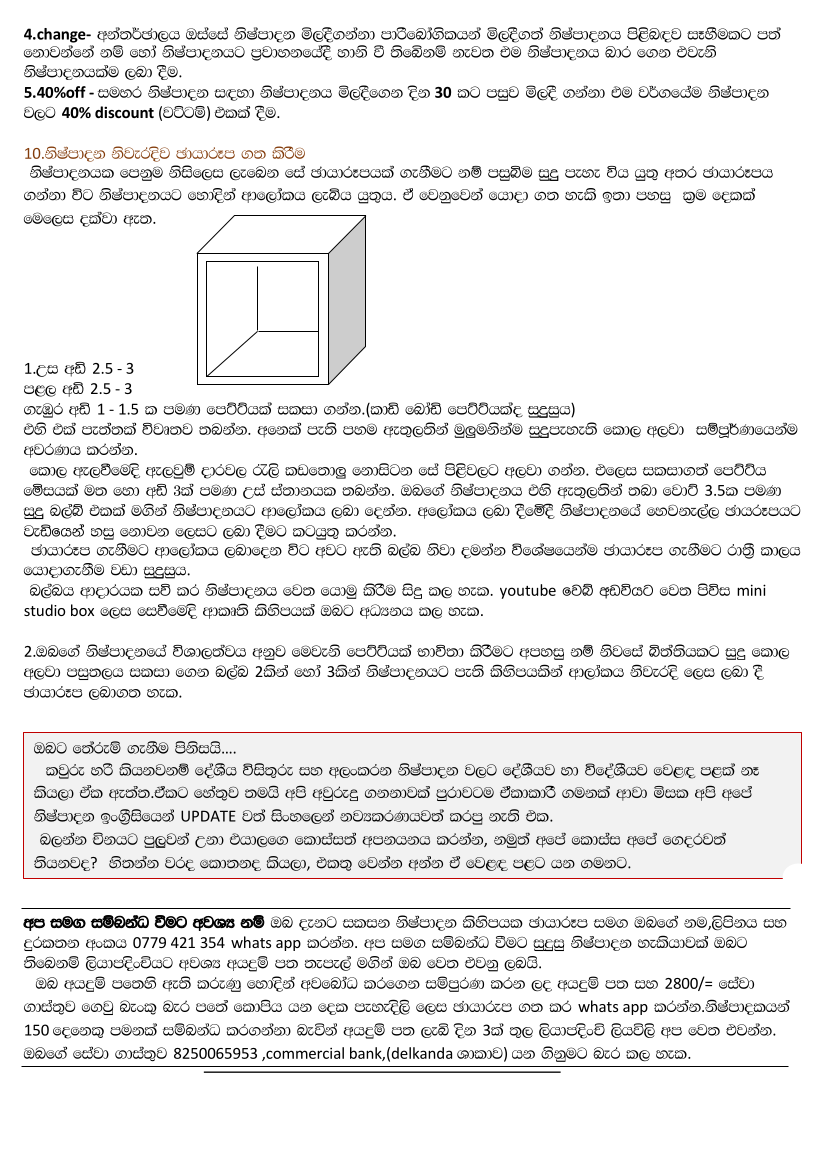 4.change- අන්තර්ජාලය ඔස්සේ නිෂ්පාදන මිලදීගන්නා පාරිබෝගිකයන් මිලදීගත් නිෂ්පාදනය පිළිබඳව සෑහීමකට පත්
නොවන්නේ නම් හෝ නිෂ්පාදනයට ප්‍රවාහනයේදී හානි වී තිබෙිනම් නැවත එම නිෂ්පාදනය බාර ගෙන එවැනි
නිෂ්පාදනයක්ම ලබා දීම.
5.40%off - සමහර නිෂ්පාදන සඳහා නිෂ්පාදනය මිලදීගෙන දින 30 කට පසුව මිලදී ගන්නා එම වර්ගයේම නිෂ්පාදන
වලට 40% discount (වට්ටම්) එකක් දීම.
10.නිෂ්පාදන නිවැරදිව ඡායාරූප ගත කිරීම
නිෂ්පාදනයක පෙනුම නිසිලෙස ලැබෙන සේ ඡායාරූපයක් ගැනීමට නම් පසුබිම සුදු පැහැ විය යුතු අතර ඡායාරූපය
ගන්නා විට නිෂ්පාදනයට හොදින් ආලෝකය ලැබිය යුතුය. ඒ වෙනුවෙන් යොදා ගත හැකි ඉතා පහසු ක්‍රම දෙකක්
මෙලෙස දක්වා ඇත.
1.උස අඩි 2.5 - 3
පළල අඩි 2.5 - 3
ගැඹුර අඩි 1 - 1.5 ක පමණ පෙට්ටියක් සකසා ගන්න.(කාඩ් බෝඩ් පෙට්ටියක්ද සුදුසුය)
එහි එක් පැත්තක් විවෘතව තබන්න. අනෙක් පැති පහම ඇතුලතින් මුලුමනින්ම සුදුපැහැති කොල අලවා සම්පූර්ණයෙන්ම
අවරණය කරන්න.
කොල ඇලවීමේදි ඇලවුම් දාරවල රැලි කඩතොලු නොසිටින සේ පිළිවලට අලවා ගන්න. එලෙස සකසාගත් පෙට්ටිය
මේසයක් මත හො අඩි 3ක් පමණ උස් ස්තානයක තබන්න. ඔබගේ නිෂ්පාදනය එහි ඇතුලතින් තබා වොට් 3.5ක පමණ
සුදු බල්බ් එකක් මගින් නිෂ්පාදනයට ආලෝකය ලබා දෙන්න. අලෝකය ලබා දීමේදී නිෂ්පාදනයේ හෙවනැල්ල ඡායරූපයට
වැඩියෙන් හසු නොවන ලෙසට ලබා දීමට කටයුතු කරන්න.
ඡායාරූප ගැනීමට ආලෝකය ලබාදෙන විට අවට ඇති බල්බ නිවා දමන්න විශේෂයෙන්ම ඡායාරූප ගැනීමට රාත්‍රී කාලය
යොදාගැනීම වඩා සුදුසුය.
බල්බය ආදාරයක සවි කර නිෂ්පාදනය වෙත යොමු කිරීම සිදු කල හැක. youtube වෙබ් අඩවියට වෙත පිවිස mini
studio box ලෙස සෙවීමේදි ආකෘති කිහිපයක් ඔබට අධ්‍යනය කල හැක.
2.ඔබගේ නිෂ්පාදනයේ විශාලත්වය අනුව මෙවැනි පෙට්ටියක් භාවිතා කිරීමට අපහසු නම් නිවසේ බිත්තියකට සුදු කොල
අලවා පසුතලය සකසා ගෙන බල්බ 2කින් හෝ 3කින් නිෂ්පාදනයට පැති කිහිපයකින් ආලා්කය නිවැරදි ලෙස ලබා දී
ඡායාරූප ලබාගත හැක.
ඔබට තේරුම් ගැනීම පිනිසයි....
කවුරු හරි කියනවනම් දේශීය විසිතුරු සහ අලංකරන නිෂ්පාදන වලට දේශීයව හා විදේශීයව වෙළඳ පළක් නෑ
කියලා ඒක ඇත්ත.ඒකට හේතුව තමයි අපි අවුරුදු ගනනාවක් පුරාවටම ඒකාකාරී ගමනක් ආවා මිසක අපි අපේ
නිෂ්පාදන ඉංග්‍රීසියෙන් UPDATE වත් සිංහලෙන් නව්‍යකරණයවත් කරපු නැති එක.
බලන්න චීනයට පුලුවන් උනා එයාලගෙ කොස්සත් අපනයනය කරන්න, නමුත් අපේ කොස්ස අපේ ගෙදරවත්
තියනවද? හිතන්න වරද කොතනද කියලා, එකතු වෙන්න අන්න ඒ වෙළඳ පළට යන ගමනට.
අප සමග සම්බන්ධ වීමට අවශ්‍ය නම් ඔබ දැනට සකසන නිෂ්පාදන කිහිපයක ඡායාරූප සමග ඔබගේ නම,ලිපිනය සහ
දුරකතන අංකය 0779 421 354 whats app කරන්න. අප සමග සම්බන්ධ වීමට සුදුසු නිෂ්පාදන හැකියාවක් ඔබට
තිබෙනම් ලියාපදිංචියට අවශ්‍ය අයදුම් පත තැපැල් මගින් ඔබ වෙත එවනු ලබයි.
ඔබ අයදුම් පතෙහි ඇති කරුණු හොදින් අවබෝධ කරගෙන සම්පුරණ කරන ලද අයදුම් පත සහ 2800/= සේවා
ගාස්තුව ගෙවු බැංකු බැර පතේ කොපිය යන දෙක පැහැදිලි ලෙස ඡායාරූප ගත කර whats app කරන්න.නිෂ්පාදකයන්
150 දෙනෙකු පමනක් සම්බන්ධ කරගන්නා බැවින් අයදුම් පත ලැබි දින 3ක් තුල ලියාපදිංචි ලියවිලි අප වෙත එවන්න.
ඔබගේ සේවා ගාස්තුව 8250065953 ,commercial bank,(delkanda ශාකාව) යන ගිනුමට බැර කල හැක.